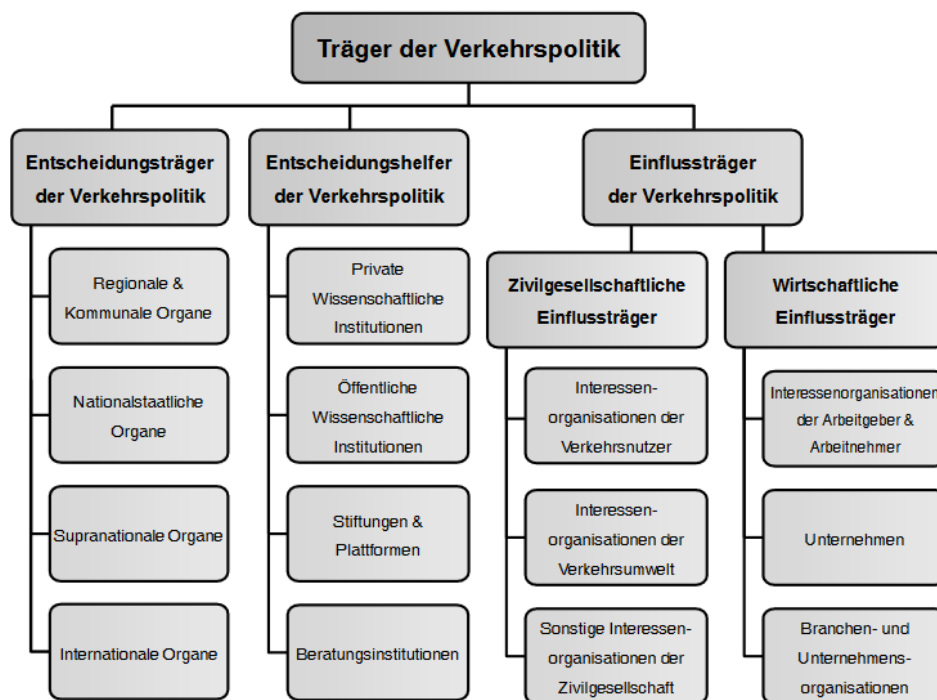 Träger der Verkehrspolitik
Entscheidungsträger
der Verkehrspolitik
Regionale &
Kommunale Organe
Nationalstaatliche
Organe
Supranationale Organe
Internationale Organe
Entscheidungshelfer
der Verkehrspolitik
Private
Wissenschaftliche
Institutionen
Öffentliche
Wissenschaftliche
Institutionen
Stiftungen &
Plattformen
Beratungsinstitutionen
Einflussträger
der Verkehrspolitik
Zivilgesellschaftliche
Einflussträger
Interessen-
organisationen der
Verkehrsnutzer
Interessen-
organisationen der
Verkehrsumwelt
Sonstige Interessen-
organisationen der
Zivilgesellschaft
Wirtschaftliche
Einflussträger
Interessenorganisationen
der Arbeitgeber &
Arbeitnehmer
Unternehmen
Branchen- und
Unternehmens-
organisationen